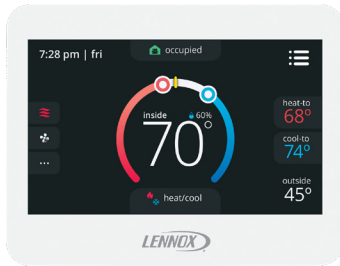 7:28 pm | fri
occupied
heat-to
68°
cool-to
74°
inside
60%
70°
outside
45°
heat/cool
LENNOX